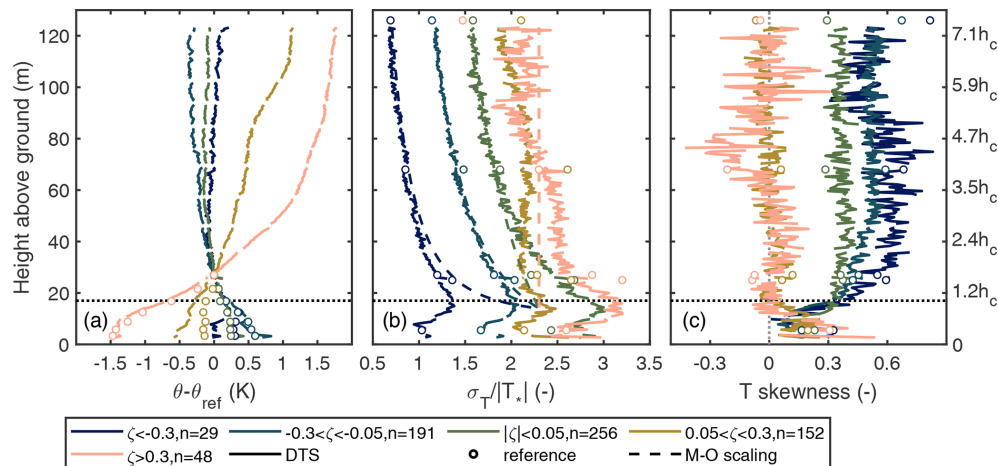 Height above ground (m)
120
100
80
60
40
20
0
(a)
(b)
(c)
7.1h_c
5.9h_c
4.7h_c
3.5h_c
2.4h_c
1.2h_c
0
-1.5 -1 -0.5 0 0.5 1 1.5
0.5 1 1.5 2 2.5 3 3.5
-0.3 0 0.3 0.6 0.9
θ-θ_ref (K)
σ_T/|T_*| (-)
T skewness (-)
ζ<-0.3,n=29 -0.3<ζ<-0.05,n=191 |ζ|<0.05,n=256 0.05<ζ<0.3,n=152
ζ>0.3,n=48 DTS reference M-O scaling